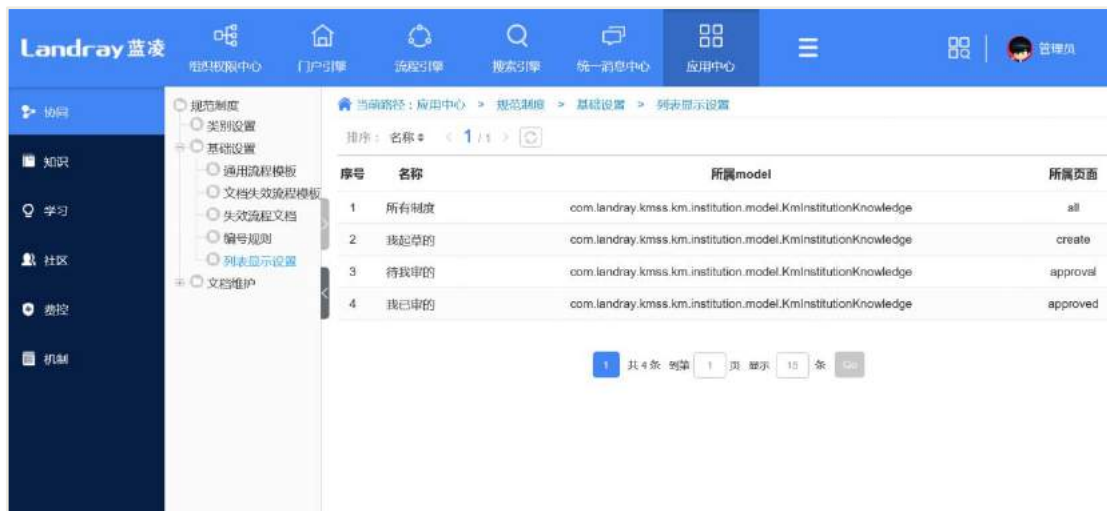 Landray蓝凌
组织权限中心 门户引擎 流程引擎 搜索引擎 统一消息中心 应用中心 管理员
协同
知识
学习
社区
费控
机制
规范制度
类别设置
基础设置
通用流程模板
文档失效流程模板
失效流程文档
编号规则
列表显示设置
文档维护
当前路径：应用中心 > 规范制度 > 基础设置 > 列表显示设置
排序： 名称 < 1 / 1 >
序号 名称 所属model 所属页面
1 所有制度 com.landray.kmss.km.institution.model.KmInstitutionKnowledge all
2 我起草的 com.landray.kmss.km.institution.model.KmInstitutionKnowledge create
3 待我审的 com.landray.kmss.km.institution.model.KmInstitutionKnowledge approval
4 我已审的 com.landray.kmss.km.institution.model.KmInstitutionKnowledge approved
1 共 4 条 到第 1 页 显示 15 条 Go